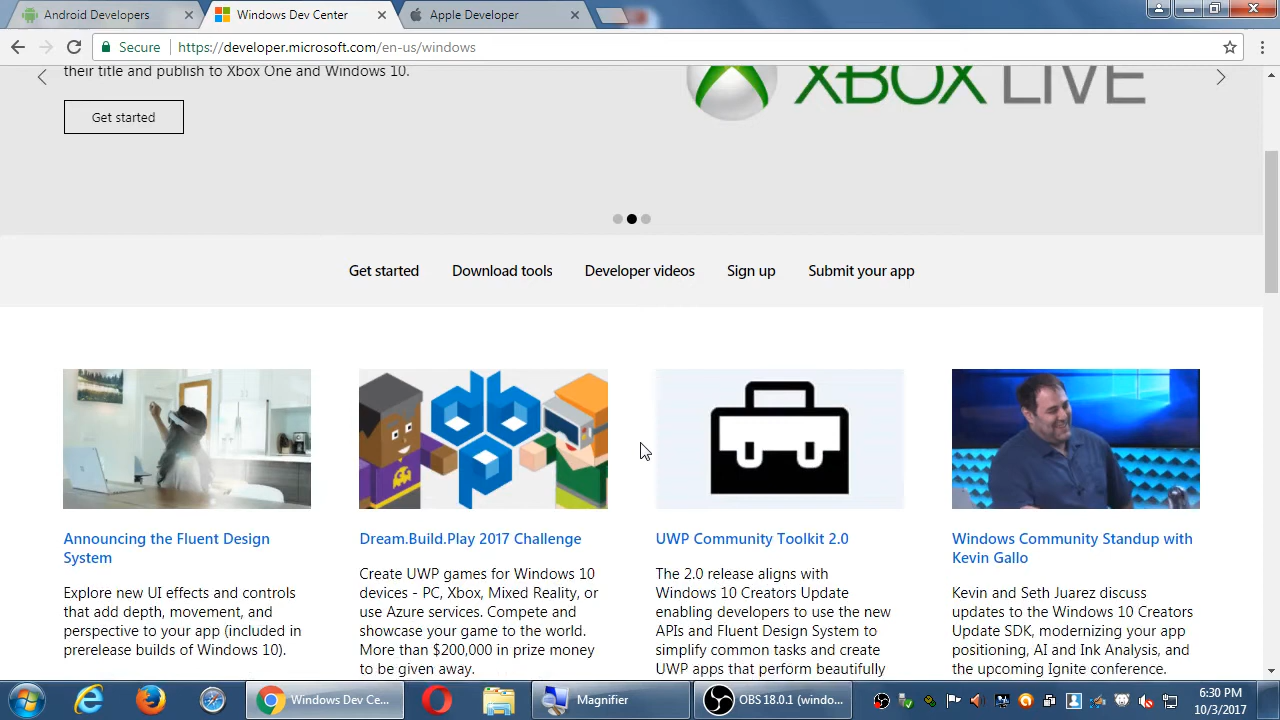 Android Developers
Windows Dev Center
Apple Developer
Secure
https://developer.microsoft.com/en-us/windows
their title and publish to Xbox One and Windows 10.
XBOX LIVE
Get started
Get started
Download tools
Developer videos
Sign up
Submit your app
dbp
Announcing the Fluent Design
System
Explore new UI effects and controls
that add depth, movement, and
perspective to your app (included in
prerelease builds of Windows 10).
Dream.Build.Play 2017 Challenge
Create UWP games for Windows 10
devices - PC, Xbox, Mixed Reality, or
use Azure services. Compete and
showcase your game to the world.
More than $200,000 in prize money
to be given away.
UWP Community Toolkit 2.0
The 2.0 release aligns with
Windows 10 Creators Update
enabling developers to use the new
APIs and Fluent Design System to
simplify common tasks and create
UWP apps that perform beautifully
Windows Community Standup with
Kevin Gallo
Kevin and Seth Juarez discuss
updates to the Windows 10 Creators
Update SDK, modernizing your app
positioning, AI and Ink Analysis, and
the upcoming Ignite conference.
Windows Dev Ce...
Magnifier
OBS 18.0.1 (windo...
6:30 PM
10/3/2017